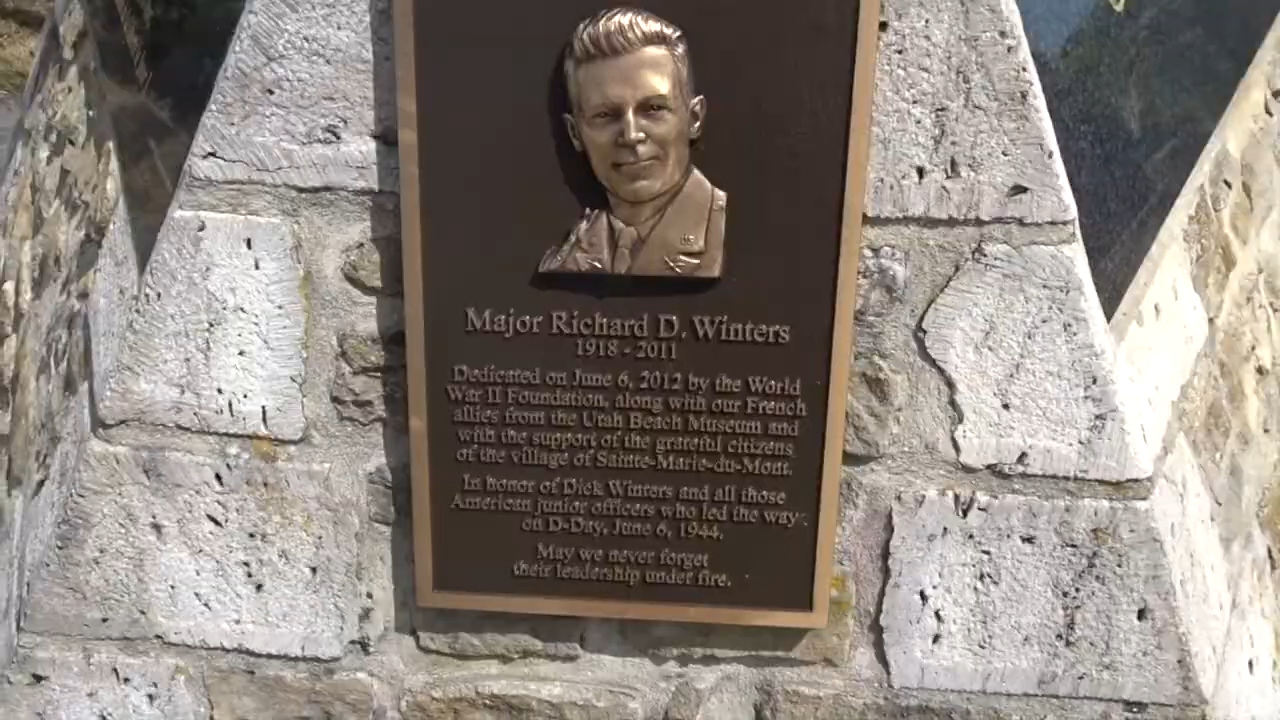 Major Richard D. Winters
1918 - 2011
Dedicated on June 6, 2012 by the World
War II Foundation, along with our French
allies from the Utah Beach Museum and
with the support of the grateful citizens
of the village of Sainte-Marie-du-Mont.
In honor of Dick Winters and all those
American junior officers who led the way
on D-Day, June 6, 1944.
May we never forget
their leadership under fire.